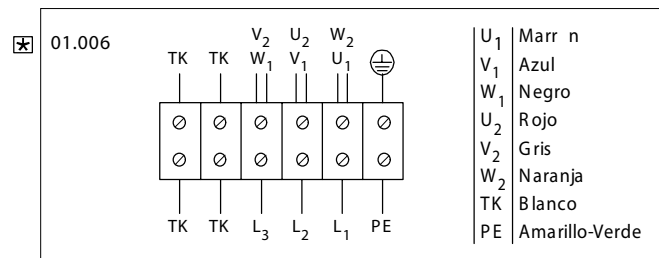 01.006
V2 U2 W2
TK TK W1 V1 U1
TK TK L3 L2 L1 PE
U1 Marr n
V1 Azul
W1 Negro
U2 Rojo
V2 Gris
W2 Naranja
TK Blanco
PE Amarillo-Verde